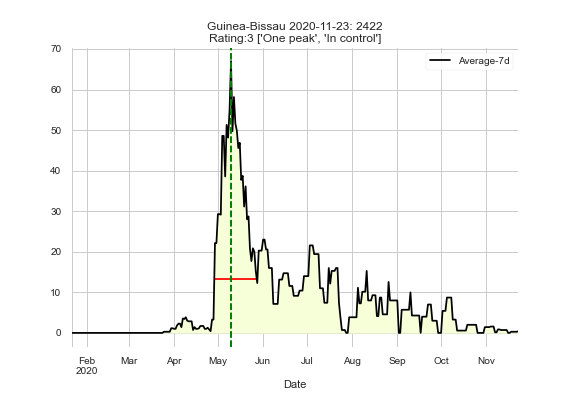 Guinea-Bissau 2020-11-23: 2422
Rating:3 ['One peak', 'In control']
Average-7d
70
60
50
40
30
20
10
0
Feb Mar Apr May Jun Jul Aug Sep Oct Nov
2020
Date